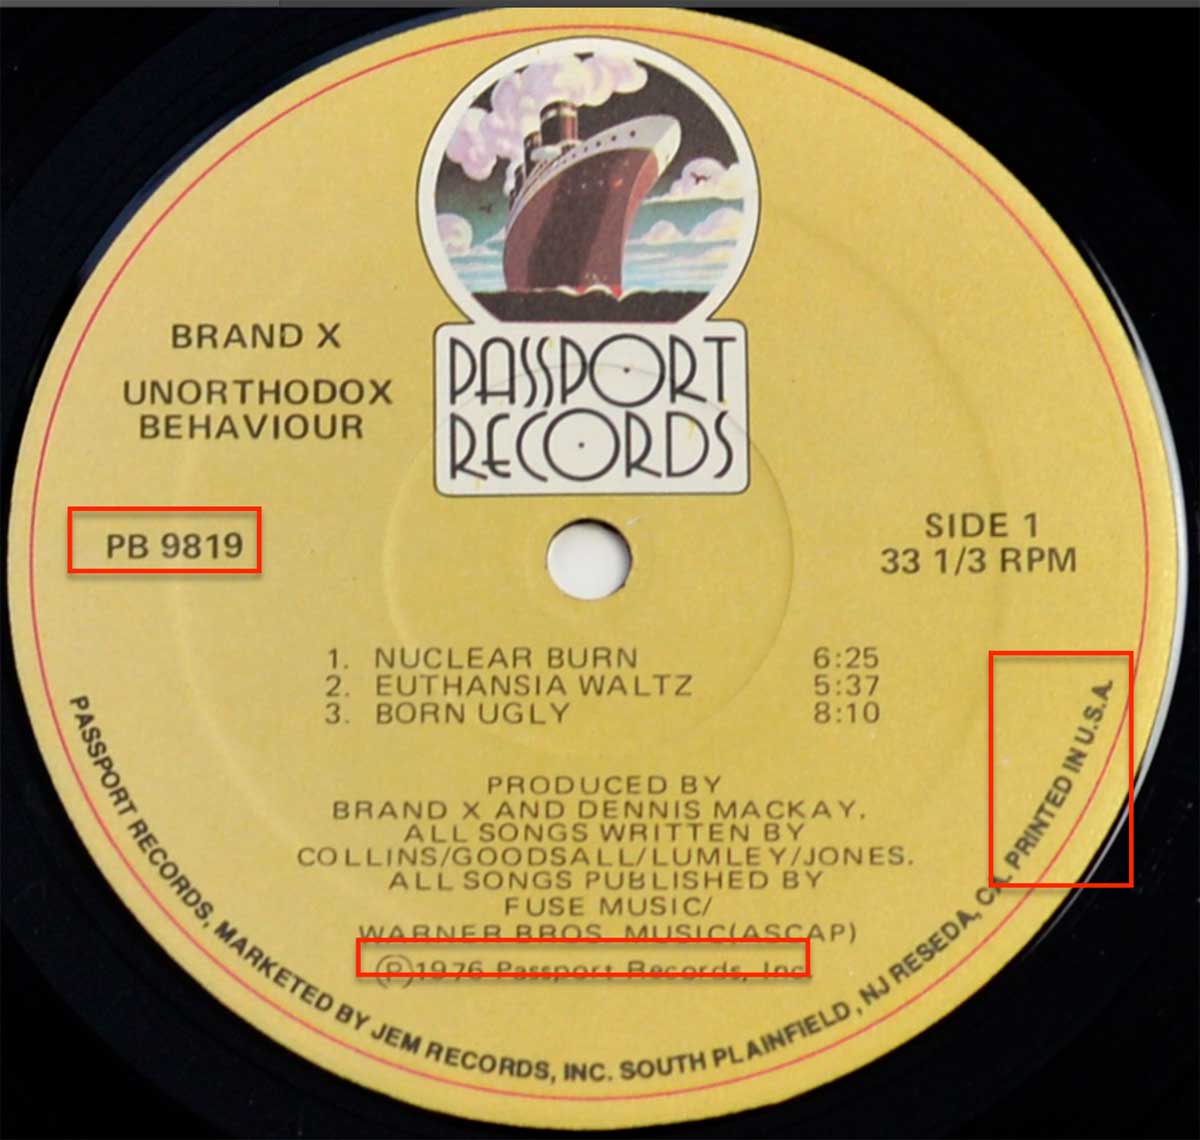 PASSPORT
RECORDS
BRAND X
UNORTHODOX
BEHAVIOUR
PB 9819
SIDE 1
33 1/3 RPM
1. NUCLEAR BURN 6:25
2. EUTHANSIA WALTZ 5:37
3. BORN UGLY 8:10
PRODUCED BY
BRAND X AND DENNIS MACKAY.
ALL SONGS WRITTEN BY
COLLINS/GOODSALL/LUMLEY/JONES.
ALL SONGS PUBLISHED BY
FUSE MUSIC/
WARNER BROS. MUSIC(ASCAP)
Ⓟ1976 Passport Records, Inc
PASSPORT RECORDS, MARKETED BY JEM RECORDS, INC. SOUTH PLAINFIELD, NJ RESEDA, CA. PRINTED IN U.S.A.